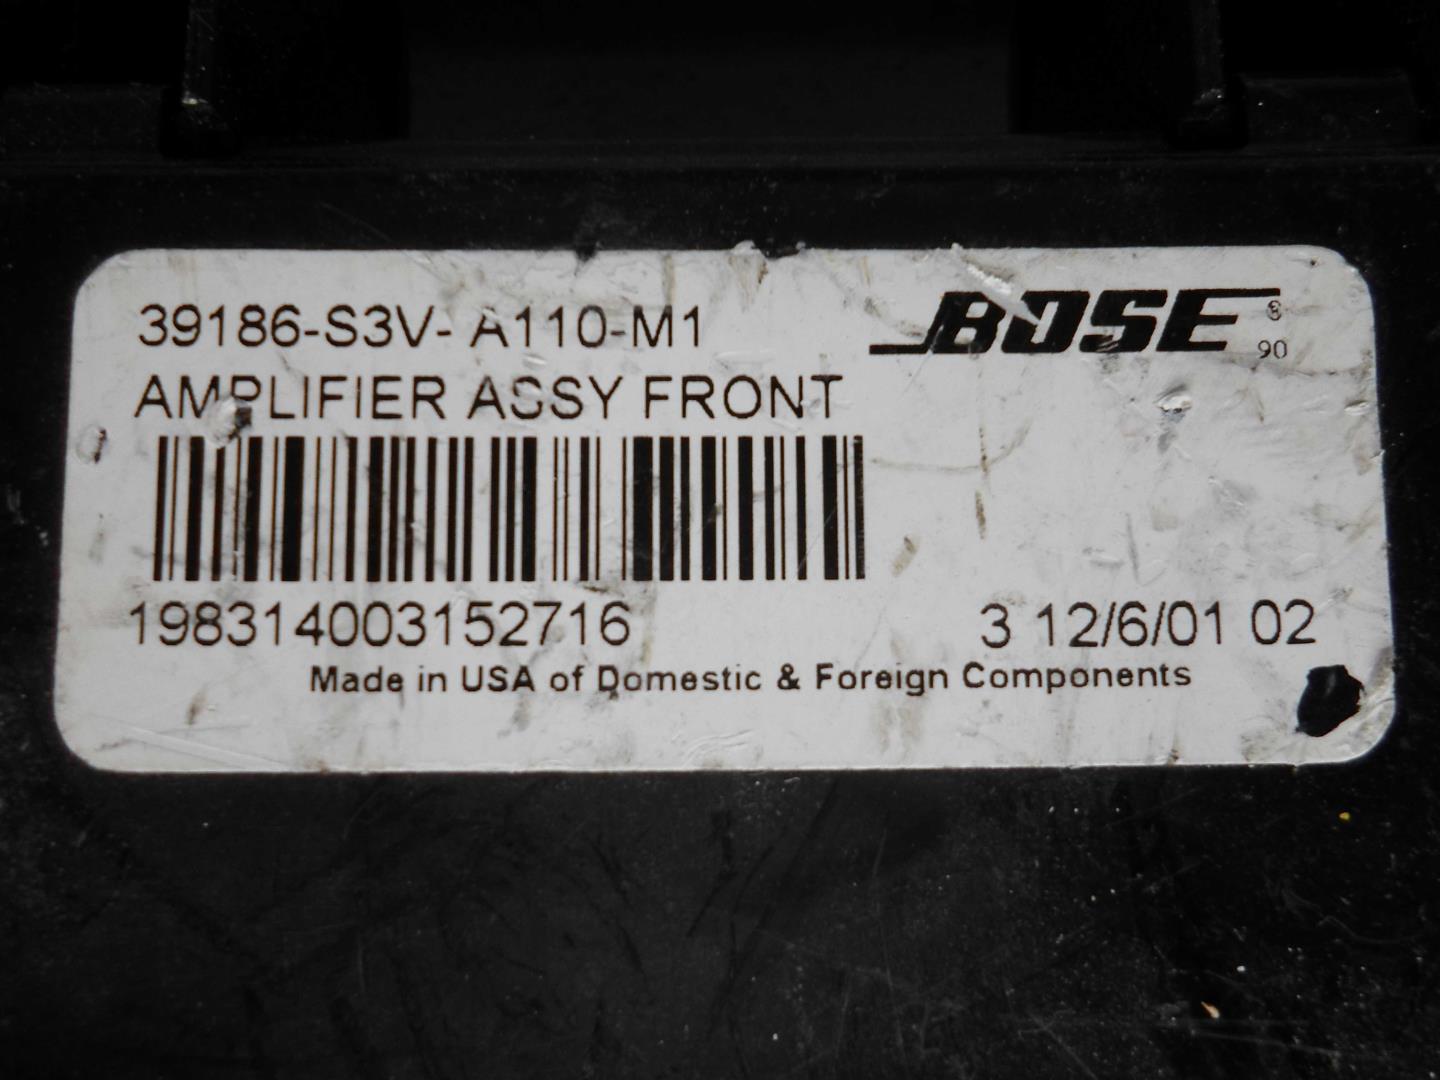 39186-S3V- A110-M1
BOSE ®
90
AMPLIFIER ASSY FRONT
198314003152716
3 12/6/01 02
Made in USA of Domestic & Foreign Components